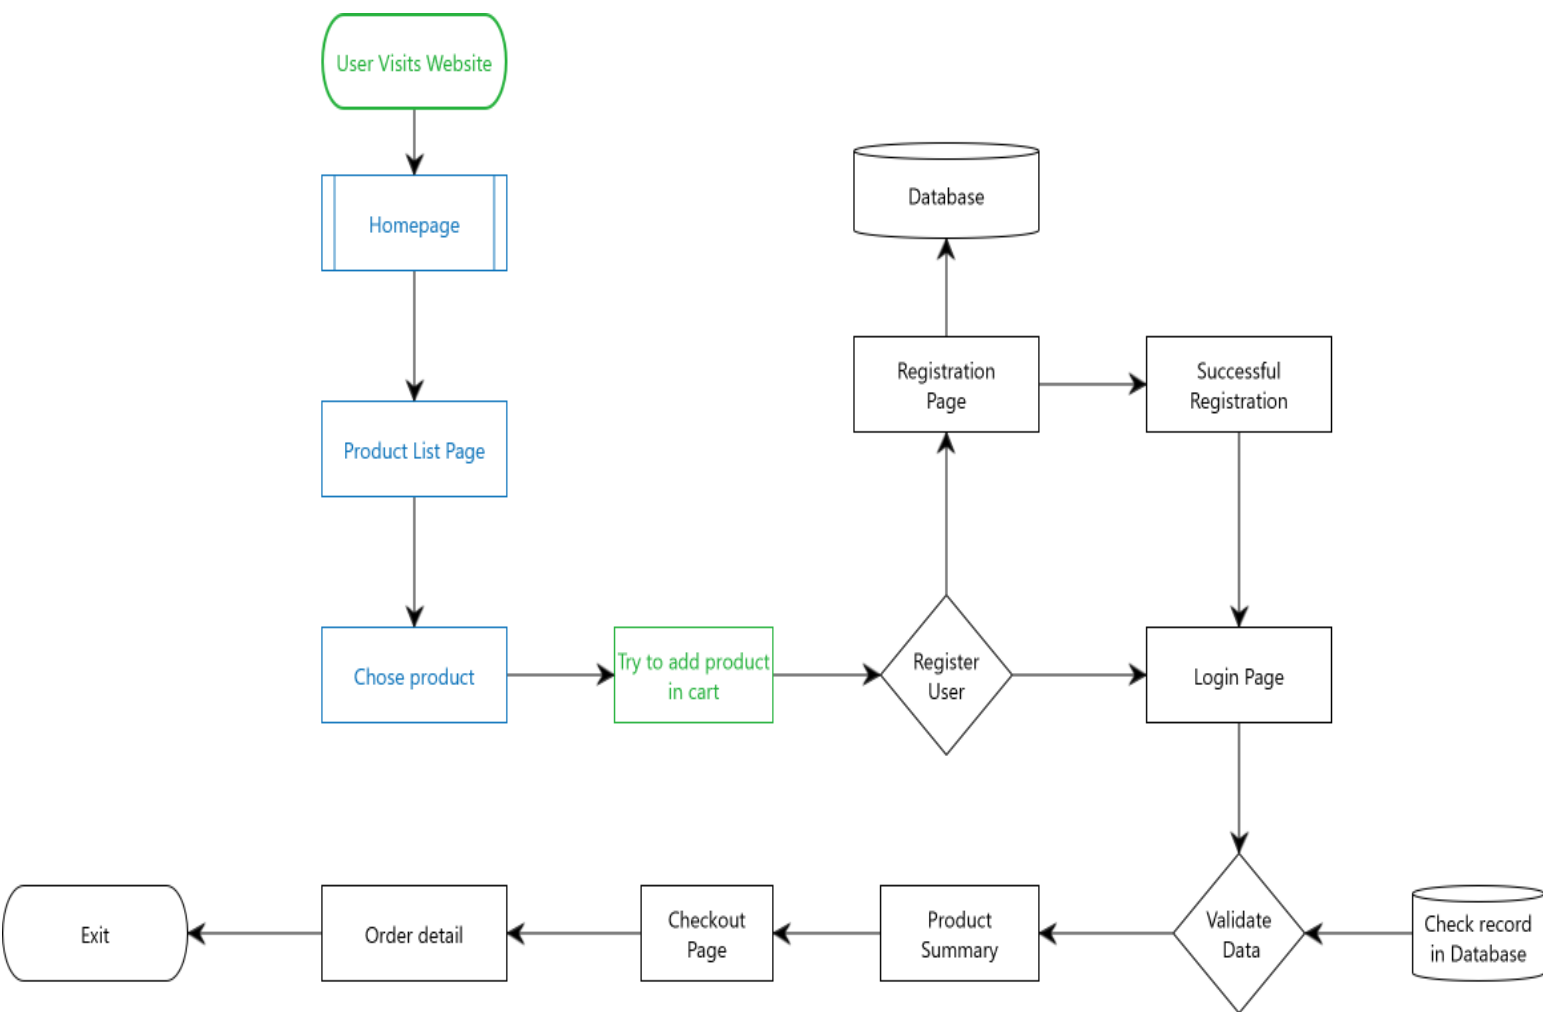 User Visits Website
Homepage
Product List Page
Chose product
Try to add product
in cart
Register
User
Registration
Page
Database
Successful
Registration
Login Page
Validate
Data
Check record
in Database
Product
Summary
Checkout
Page
Order detail
Exit